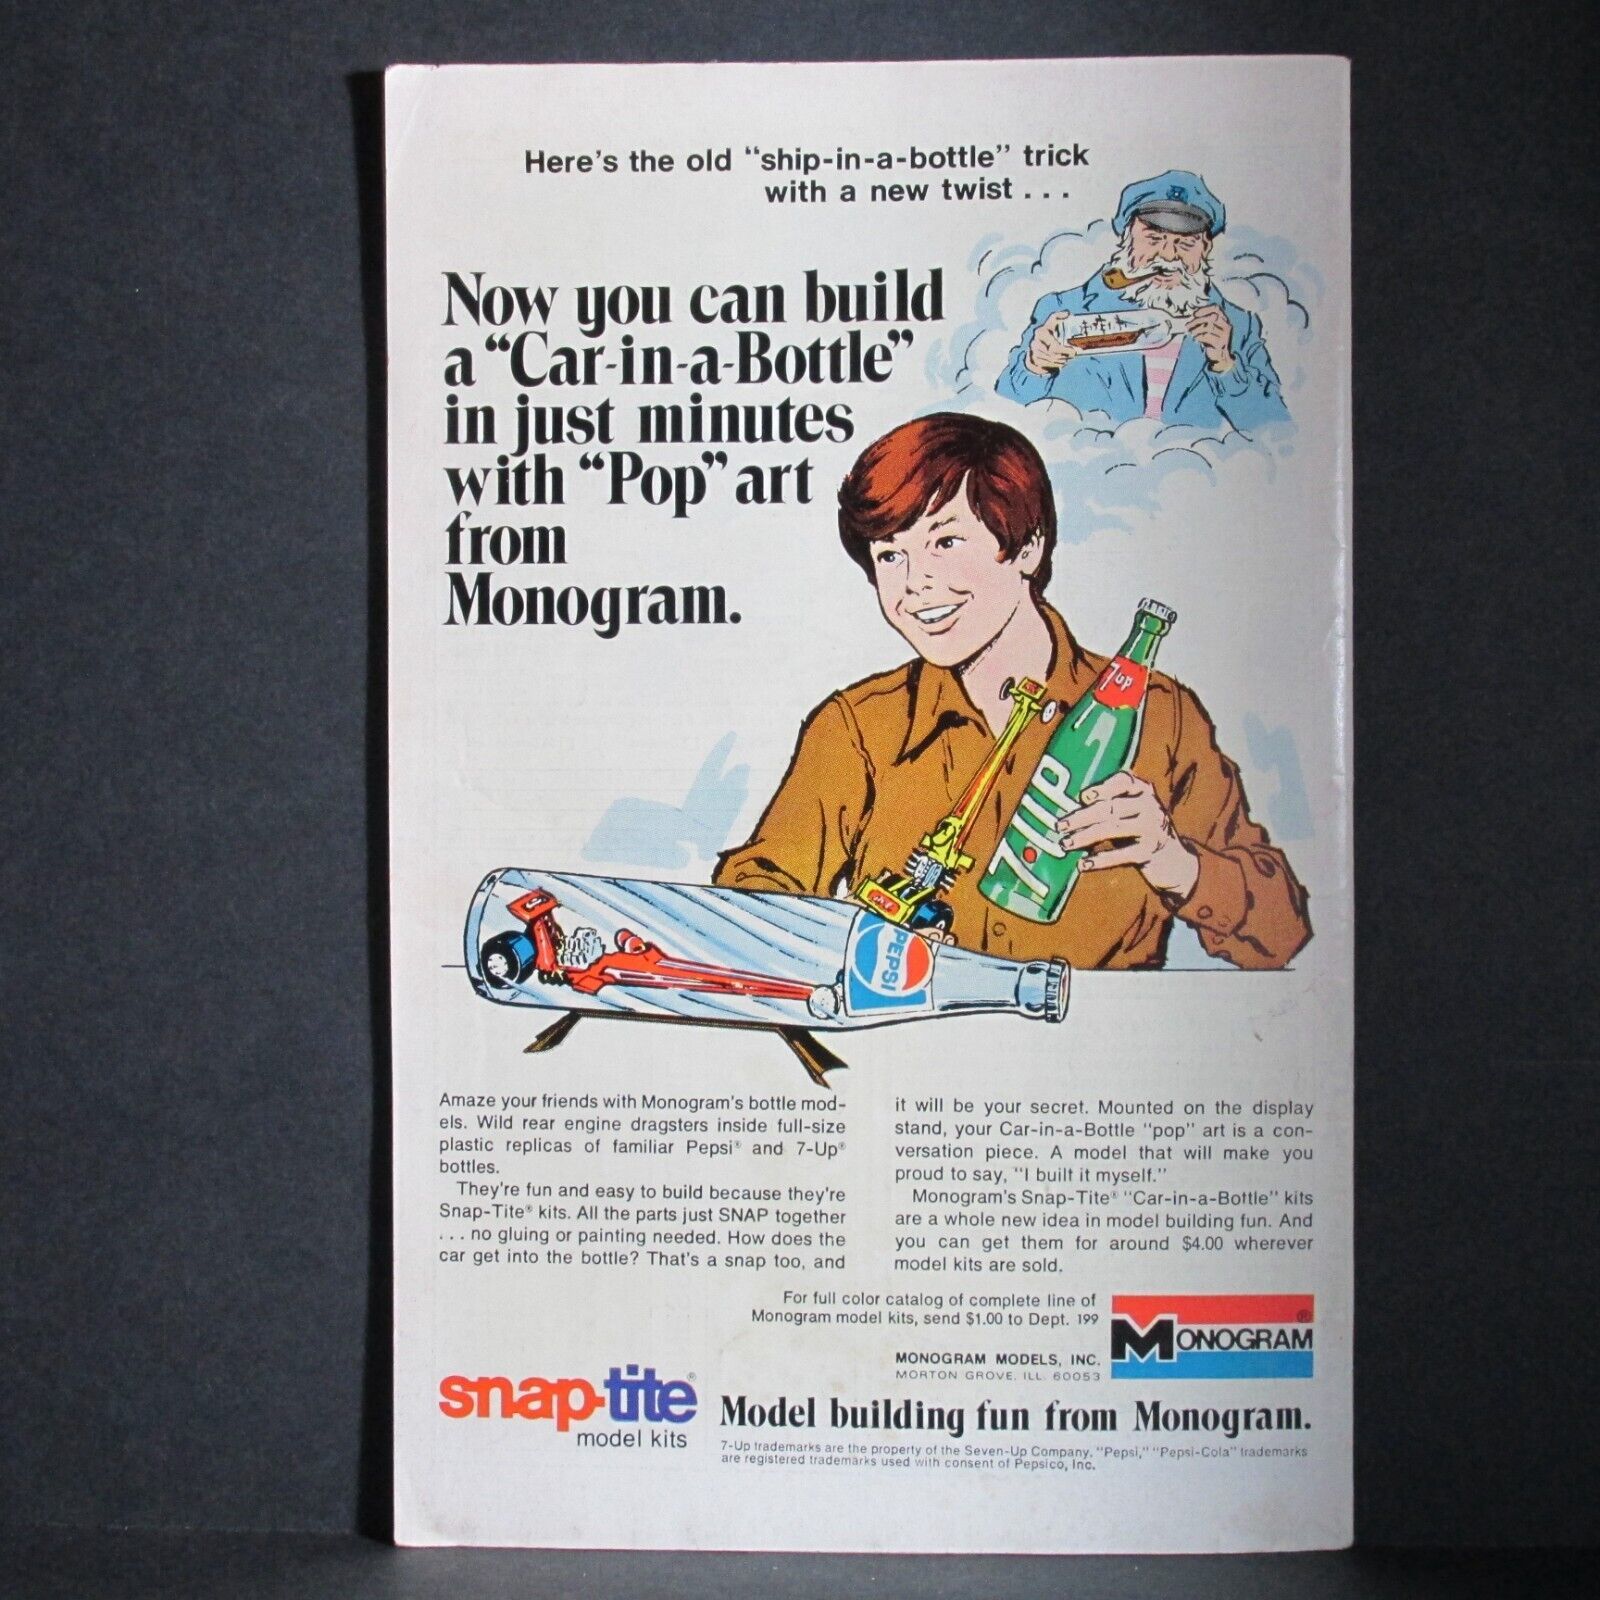 Here's the old "ship-in-a-bottle" trick
with a new twist . . .
Now you can build
a "Car-in-a-Bottle"
in just minutes
with "Pop" art
from
Monogram.
7up
7·UP
PEPSI
Amaze your friends with Monogram's bottle mod-
els. Wild rear engine dragsters inside full-size
plastic replicas of familiar Pepsi® and 7-Up®
bottles.
They're fun and easy to build because they're
Snap-Tite® kits. All the parts just SNAP together
. . . no gluing or painting needed. How does the
car get into the bottle? That's a snap too, and
it will be your secret. Mounted on the display
stand, your Car-in-a-Bottle "pop" art is a con-
versation piece. A model that will make you
proud to say, "I built it myself."
Monogram's Snap-Tite® "Car-in-a-Bottle" kits
are a whole new idea in model building fun. And
you can get them for around $4.00 wherever
model kits are sold.
For full color catalog of complete line of
Monogram model kits, send $1.00 to Dept. 199
MONOGRAM MODELS, INC.
MORTON GROVE, ILL. 60053
MONOGRAM®
snap-tite®
model kits
Model building fun from Monogram.
7-Up trademarks are the property of the Seven-Up Company. "Pepsi," "Pepsi-Cola" trademarks
are registered trademarks used with consent of Pepsico, Inc.